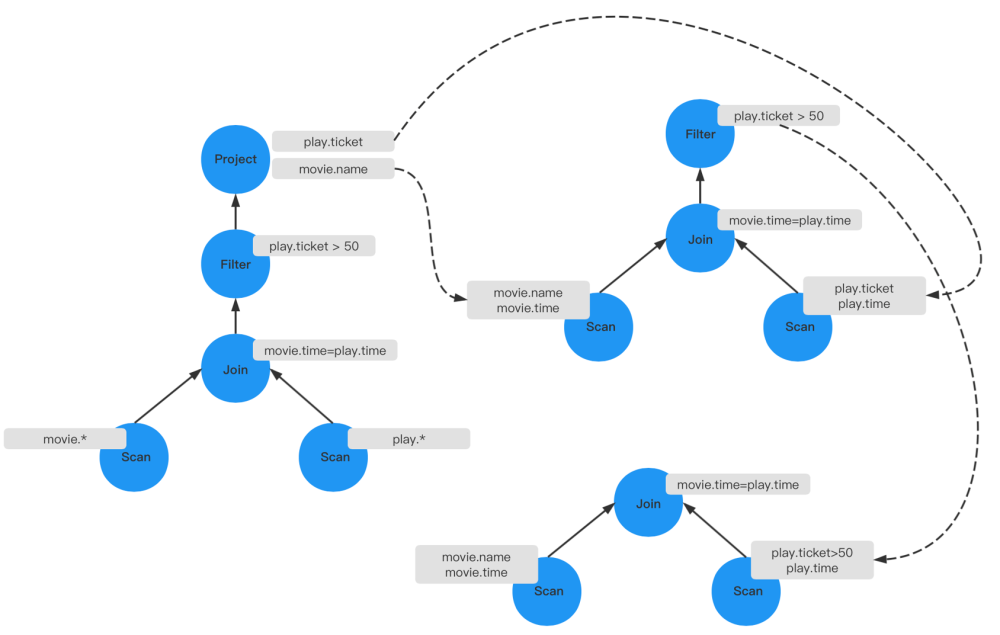 play.ticket
Project
movie.name
play.ticket > 50
Filter
movie.time=play.time
Join
movie.*
Scan
play.*
Scan
play.ticket > 50
Filter
movie.time=play.time
Join
movie.name
movie.time
Scan
play.ticket
play.time
Scan
movie.time=play.time
Join
movie.name
movie.time
Scan
play.ticket>50
play.time
Scan